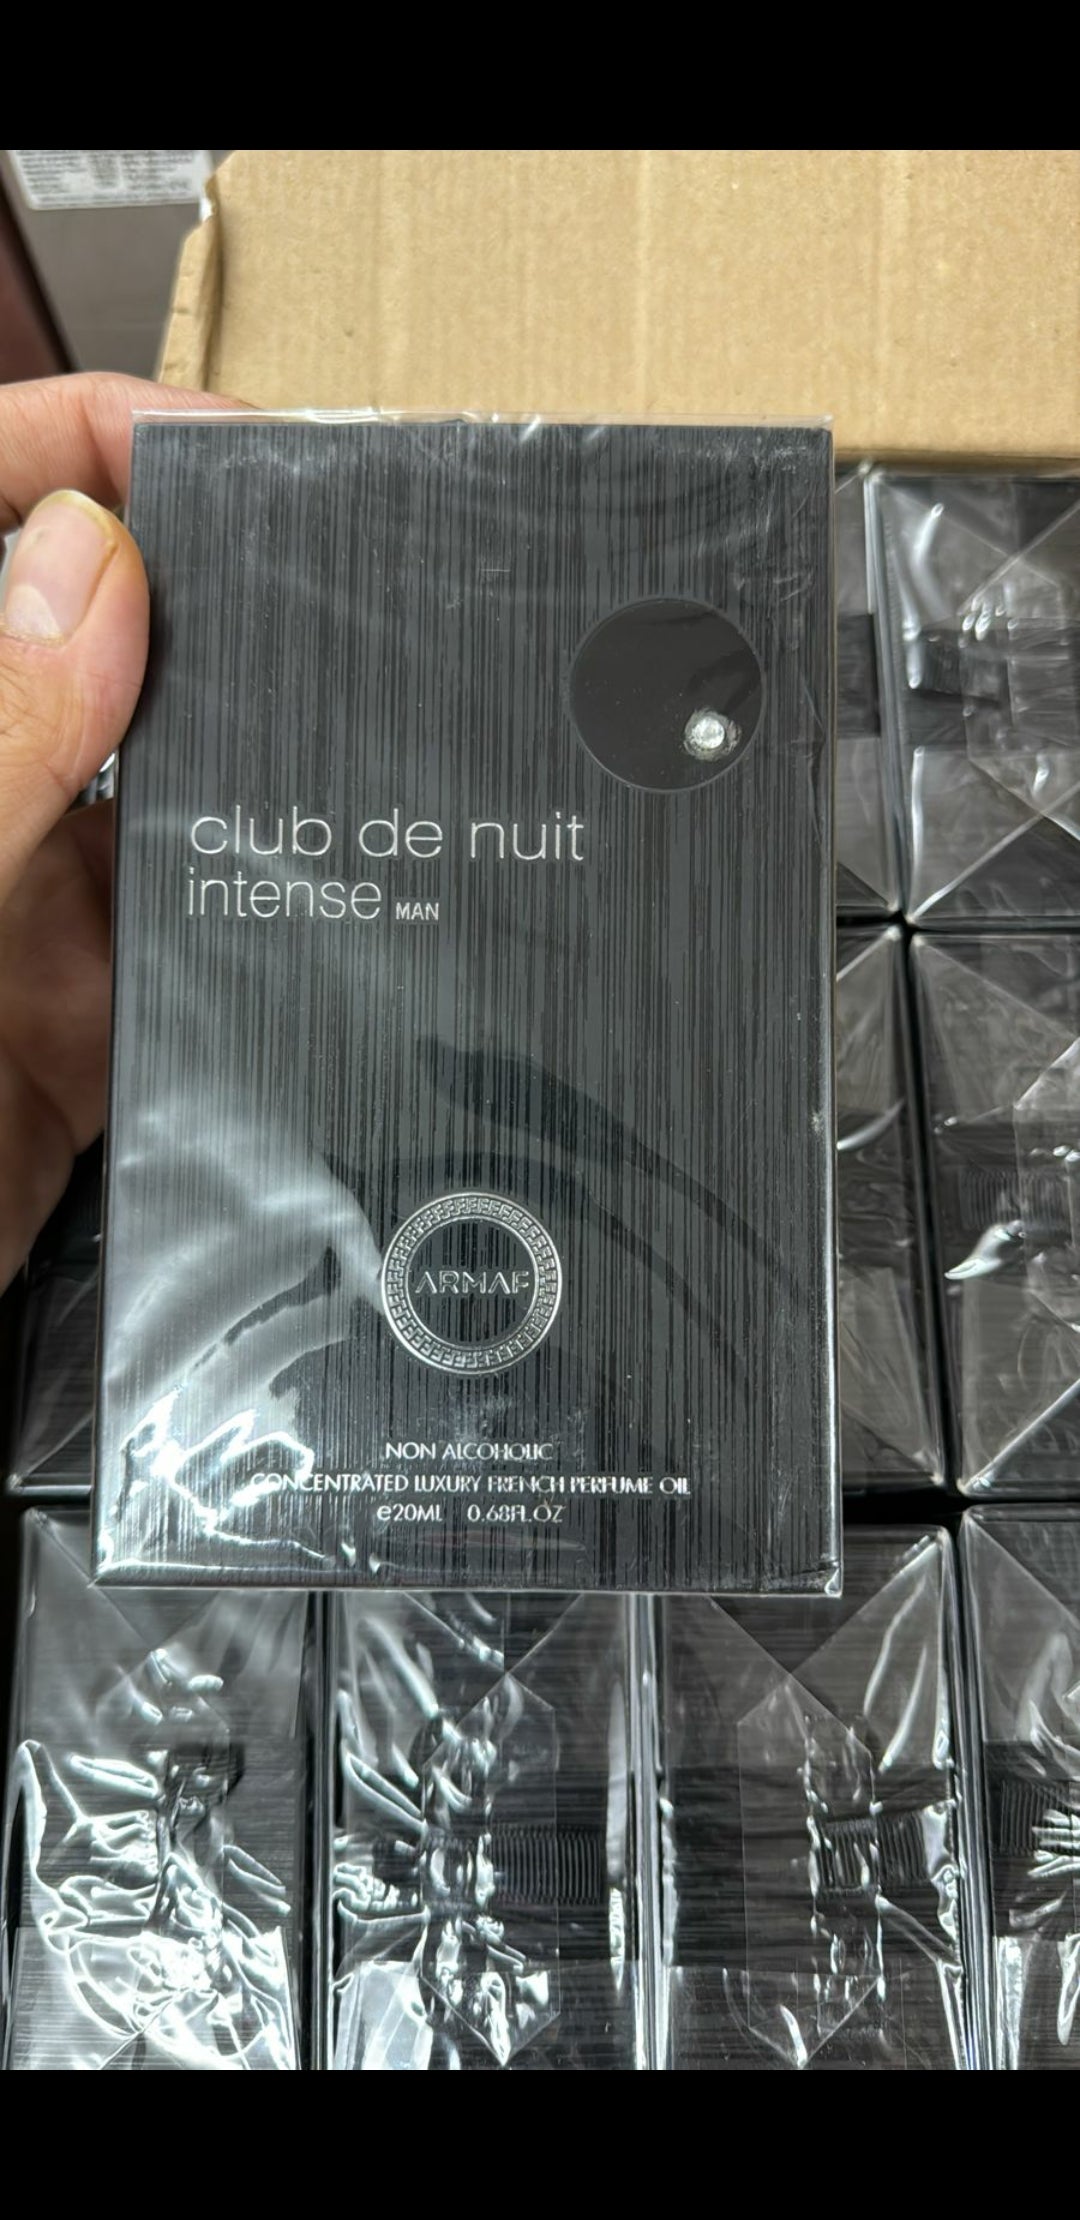 club de nuit
intense MAN
ARMAF
NON ALCOHOLIC
CONCENTRATED LUXURY FRENCH PERFUME OIL
e20ML 0.68FL.OZ